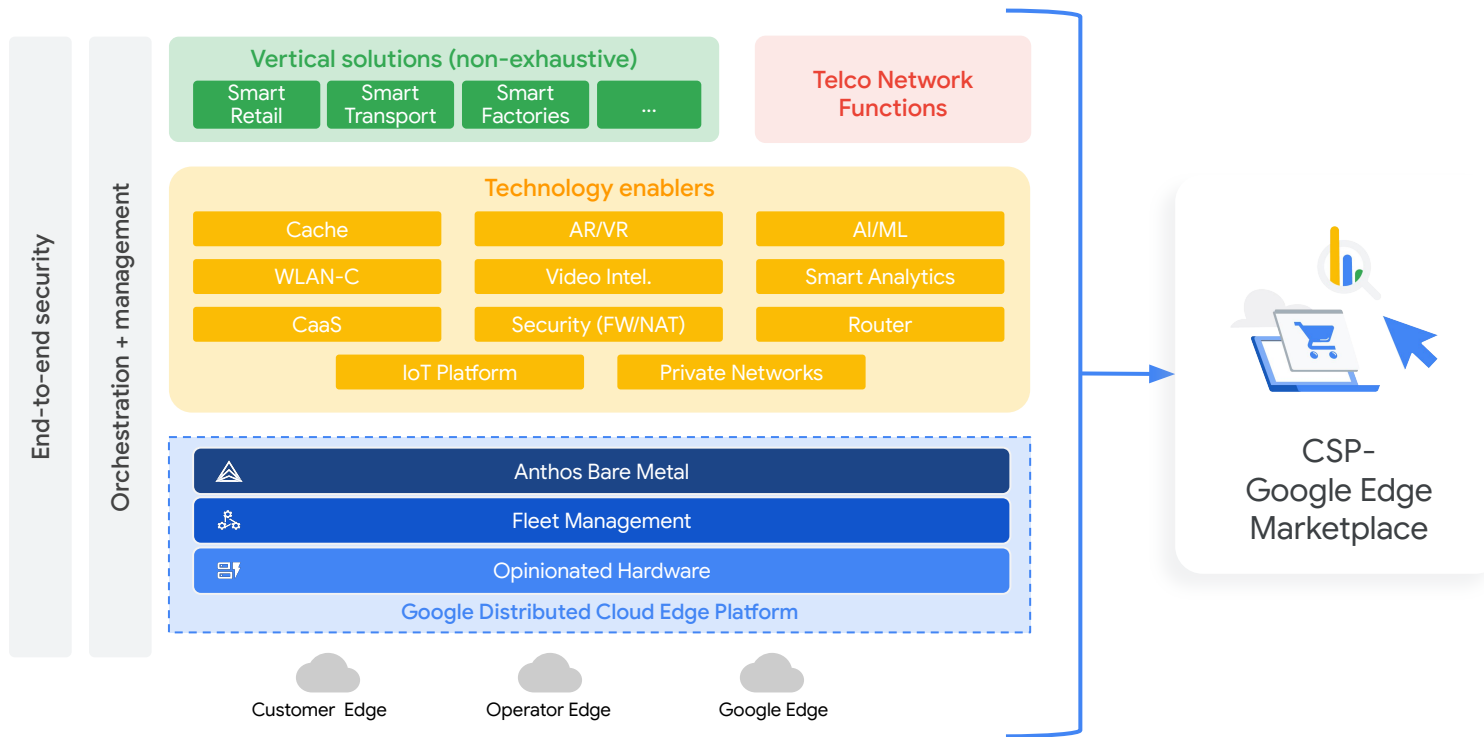 End-to-end security
Orchestration + management
Vertical solutions (non-exhaustive)
Smart
Retail
Smart
Transport
Smart
Factories
...
Telco Network
Functions
Technology enablers
Cache
AR/VR
AI/ML
WLAN-C
Video Intel.
Smart Analytics
CaaS
Security (FW/NAT)
Router
IoT Platform
Private Networks
Anthos Bare Metal
Fleet Management
Opinionated Hardware
Google Distributed Cloud Edge Platform
Customer Edge
Operator Edge
Google Edge
CSP-
Google Edge
Marketplace